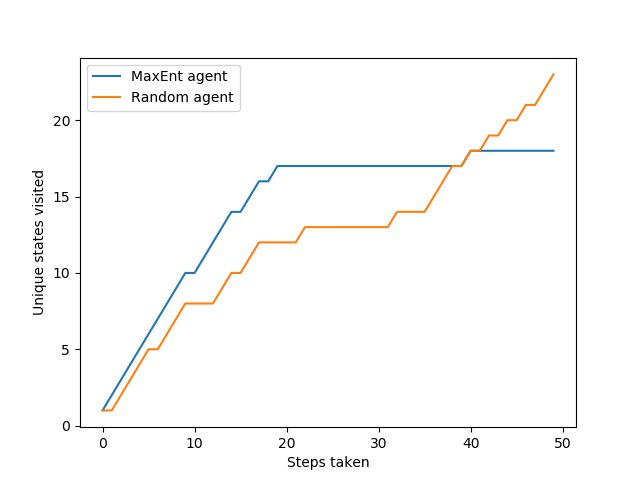 MaxEnt agent
Random agent
Unique states visited
20
15
10
5
0
0 10 20 30 40 50
Steps taken